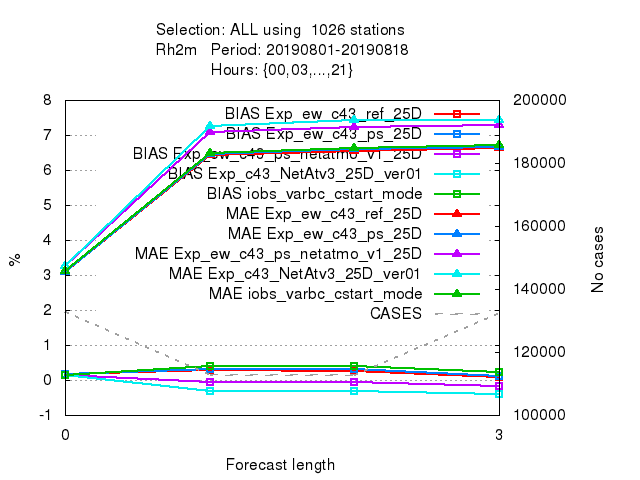 Selection: ALL using  1026 stations
Rh2m   Period: 20190801-20190818
Hours: {00,03,...,21}
8
7
6
5
4
3
2
1
0
-1
%
BIAS Exp_ew_c43_ref_25D
BIAS Exp_ew_c43_ps_25D
BIAS Exp_ew_c43_ps_netatmo_v1_25D
BIAS Exp_c43_NetAtv3_25D_ver01
BIAS iobs_varbc_cstart_mode
MAE Exp_ew_c43_ref_25D
MAE Exp_ew_c43_ps_25D
MAE Exp_ew_c43_ps_netatmo_v1_25D
MAE Exp_c43_NetAtv3_25D_ver01
MAE iobs_varbc_cstart_mode
CASES
200000
180000
160000
140000
120000
100000
No cases
0
3
Forecast length